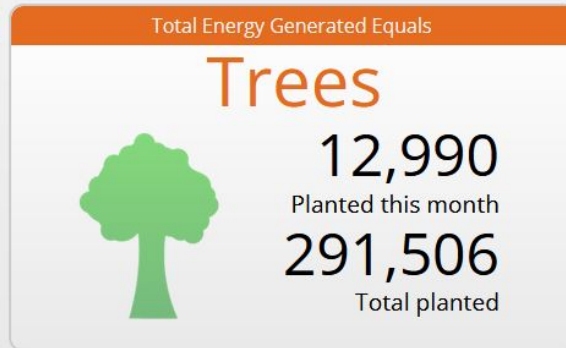 Total Energy Generated Equals
Trees
12,990
Planted this month
291,506
Total planted